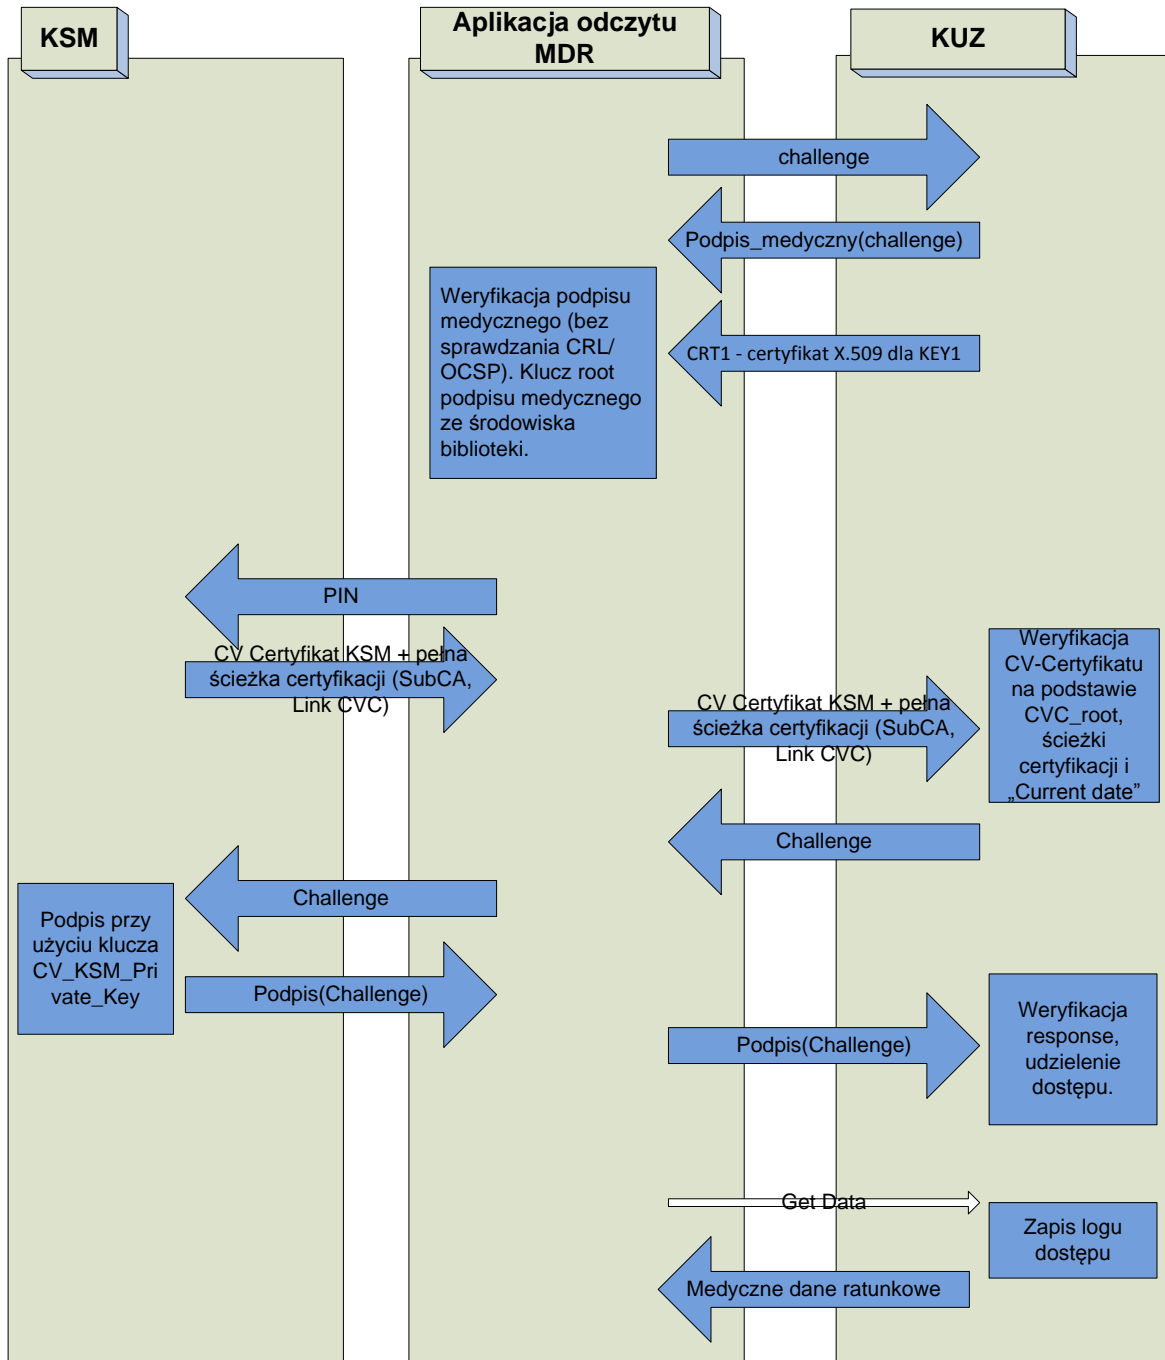 KSM
Aplikacja odczytu
MDR
KUZ
challenge
Podpis_medyczny(challenge)
Weryfikacja podpisu
medycznego (bez
sprawdzania CRL/
OCSP). Klucz root
podpisu medycznego
ze środowiska
biblioteki.
CRT1 - certyfikat X.509 dla KEY1
PIN
CV Certyfikat KSM + pełna
ścieżka certyfikacji (SubCA,
Link CVC)
CV Certyfikat KSM + pełna
ścieżka certyfikacji (SubCA,
Link CVC)
Weryfikacja
CV-Certyfikatu
na podstawie
CVC_root,
ścieżki
certyfikacji i
„Current date”
Challenge
Challenge
Podpis przy
użyciu klucza
CV_KSM_Pri
vate_Key
Podpis(Challenge)
Podpis(Challenge)
Weryfikacja
response,
udzielenie
dostępu.
Get Data
Zapis logu
dostępu
Medyczne dane ratunkowe